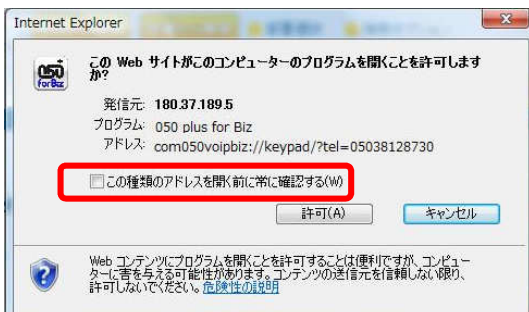 Internet Explorer
050
for Biz
この Web サイトがこのコンピューターのプログラムを開くことを許可します
か?
発信元: 180.37.189.5
プログラム: 050 plus for Biz
アドレス: com050voipbiz://keypad/?tel=05038128730
この種類のアドレスを開く前に常に確認する(W)
許可(A)
キャンセル
Web コンテンツにプログラムを開くことを許可することは便利ですが、コンピュー
ターに害を与える可能性があります。コンテンツの送信元を信頼しない限り、
許可しないでください。危険性の説明